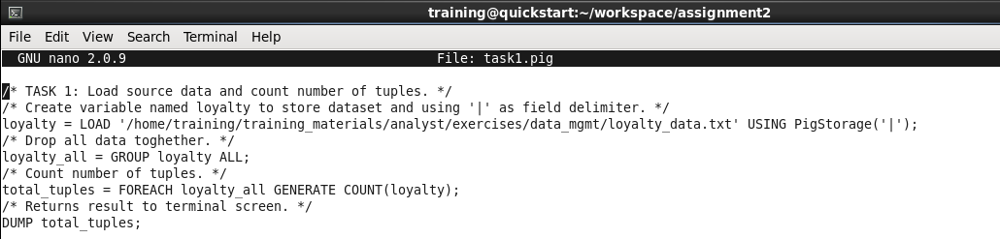 training@quickstart:~/workspace/assignment2
File Edit View Search Terminal Help
GNU nano 2.0.9 File: task1.pig
/* TASK 1: Load source data and count number of tuples. */
/* Create variable named loyalty to store dataset and using '|' as field delimiter. */
loyalty = LOAD '/home/training/training_materials/analyst/exercises/data_mgmt/loyalty_data.txt' USING PigStorage('|');
/* Drop all data toghether. */
loyalty_all = GROUP loyalty ALL;
/* Count number of tuples. */
total_tuples = FOREACH loyalty_all GENERATE COUNT(loyalty);
/* Returns result to terminal screen. */
DUMP total_tuples;